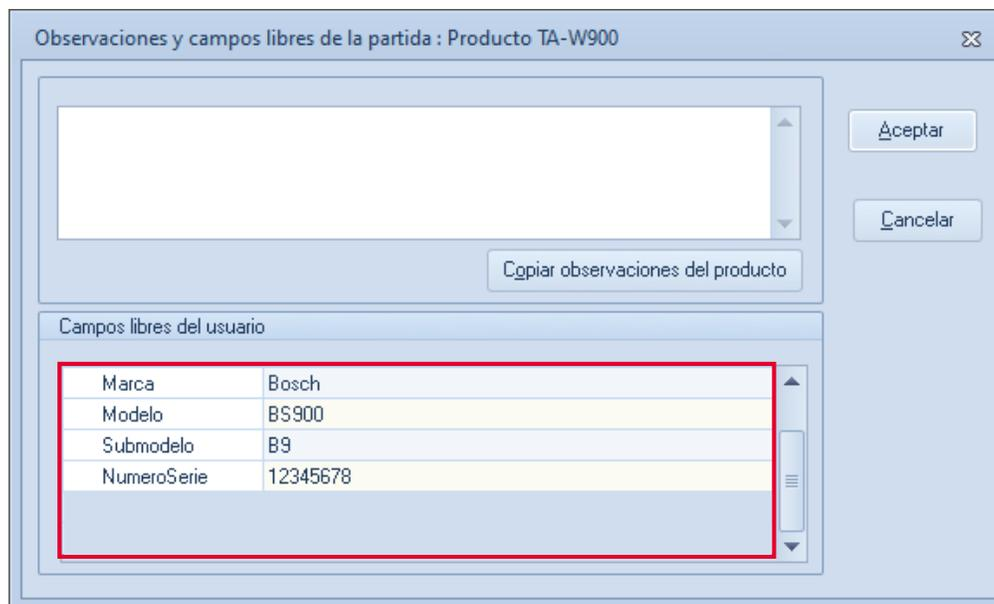 Observaciones y campos libres de la partida : Producto TA-W900
Aceptar
Cancelar
Copiar observaciones del producto
Campos libres del usuario
Marca Bosch
Modelo BS900
Submodelo B9
NumeroSerie 12345678